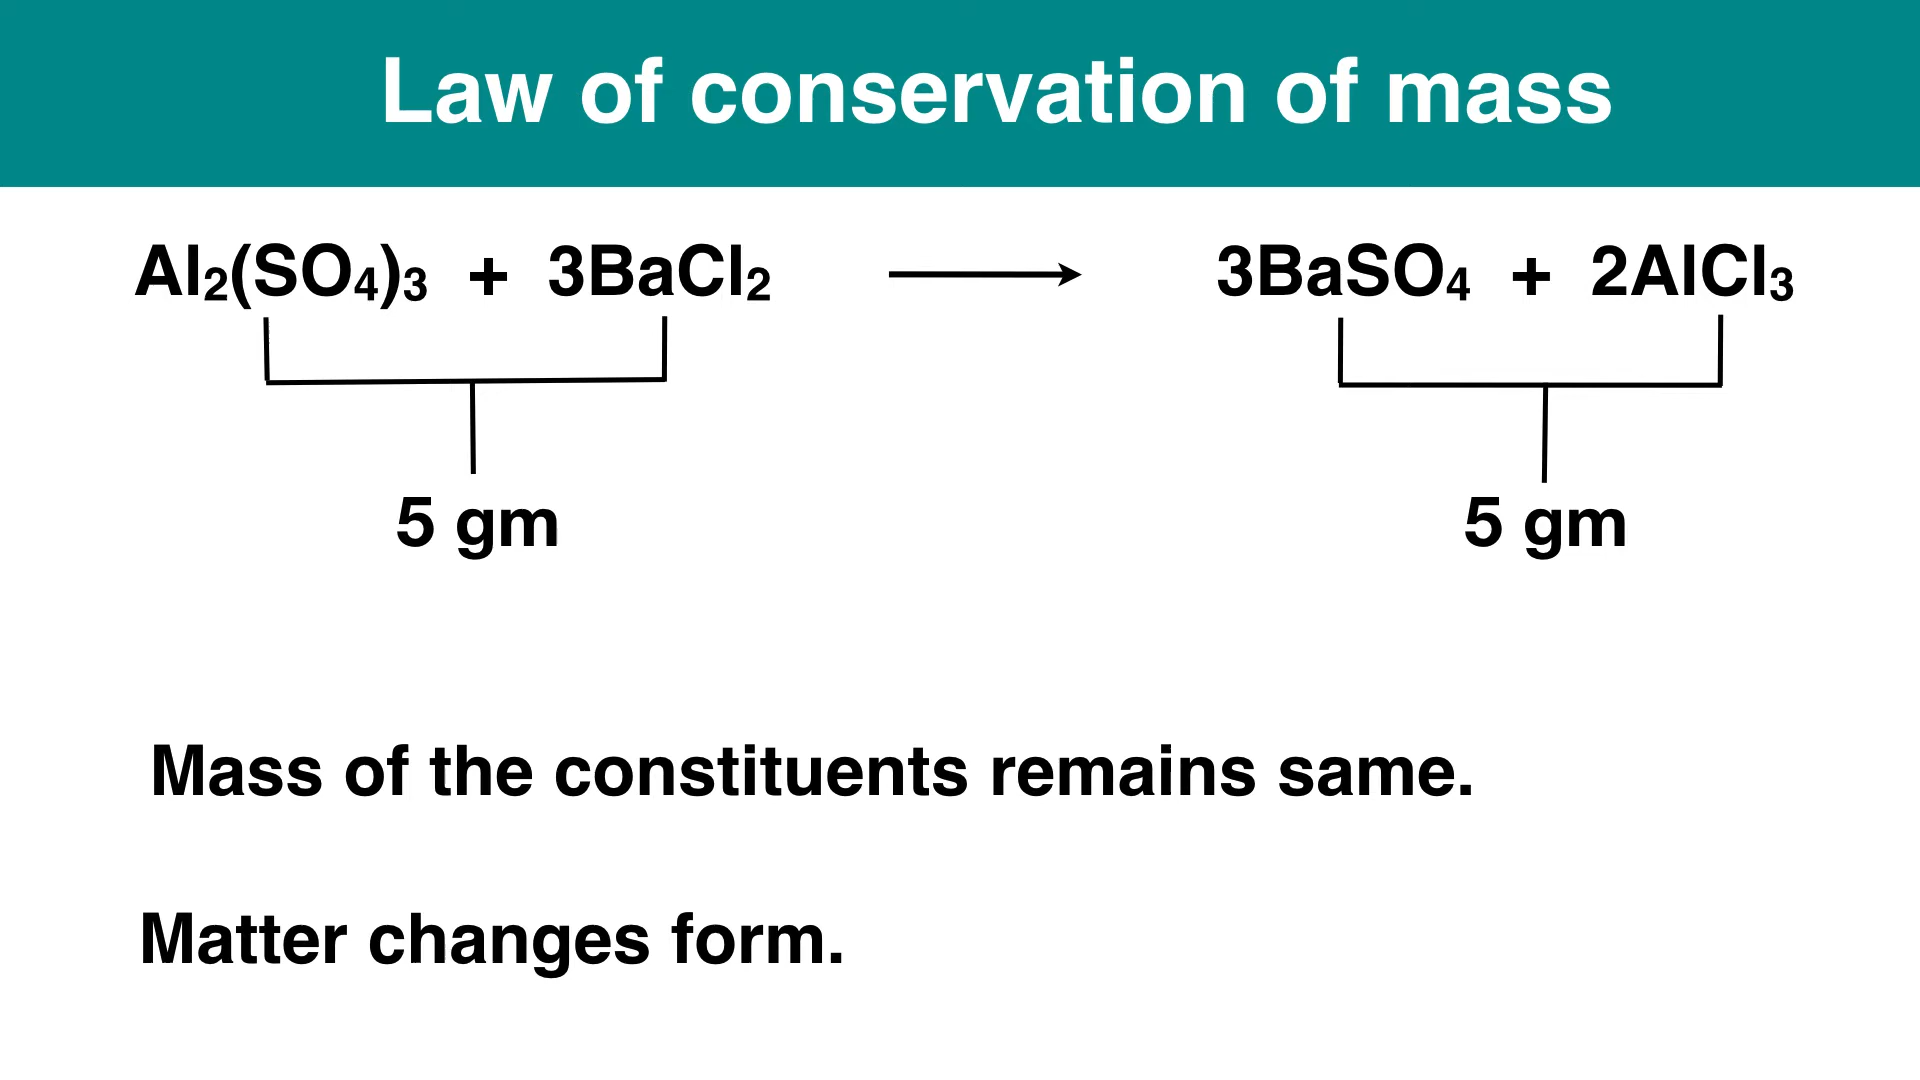 Law of conservation of mass
Al₂(SO₄)₃ + 3BaCl₂ ⟶ 3BaSO₄ + 2AlCl₃
5 gm 5 gm
Mass of the constituents remains same.
Matter changes form.